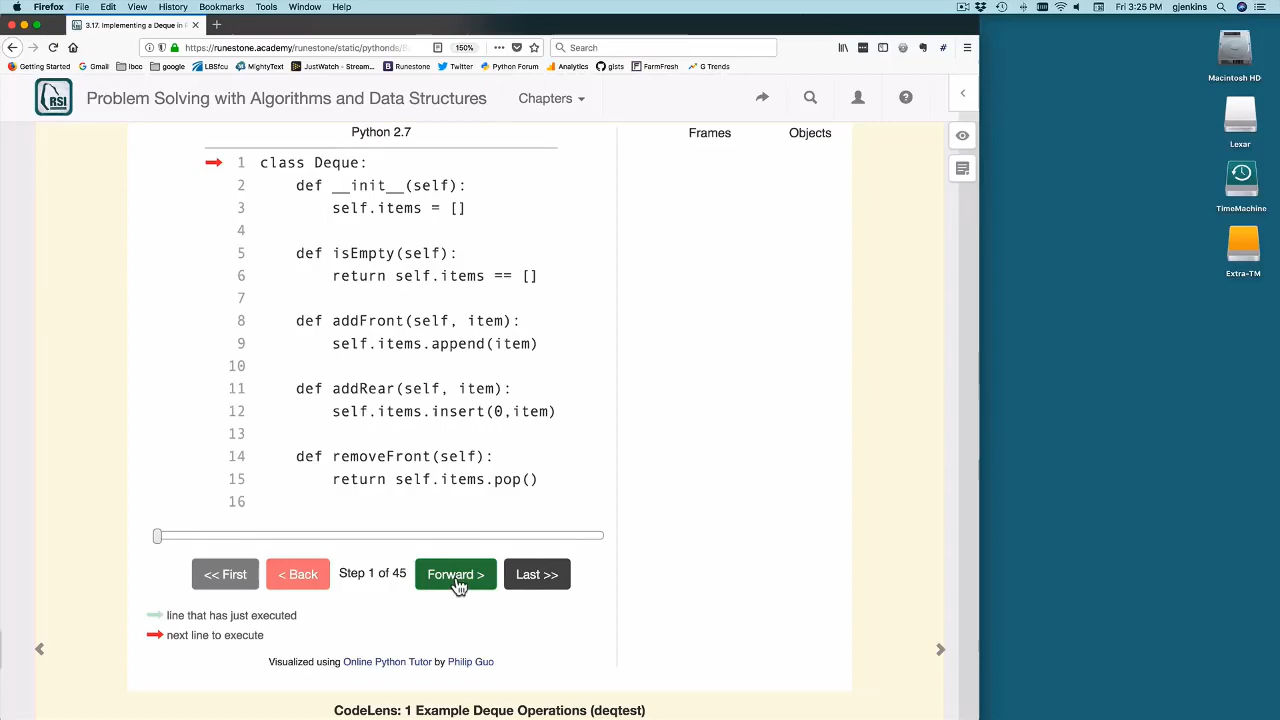 Firefox File Edit View History Bookmarks Tools Window Help Fri 3:25 PM gjenkins
3.17. Implementing a Deque in
https://runestone.academy/runestone/static/pythonds/B 150% Search
Getting Started Gmail lbcc google LBSfcu MightyText JustWatch - Stream... Runestone Twitter Python Forum Analytics gists FarmFresh G Trends
RSI Problem Solving with Algorithms and Data Structures Chapters
Python 2.7 Frames Objects
1 class Deque:
2 def __init__(self):
3 self.items = []
4
5 def isEmpty(self):
6 return self.items == []
7
8 def addFront(self, item):
9 self.items.append(item)
10
11 def addRear(self, item):
12 self.items.insert(0,item)
13
14 def removeFront(self):
15 return self.items.pop()
16
<< First < Back Step 1 of 45 Forward > Last >>
line that has just executed
next line to execute
Visualized using Online Python Tutor by Philip Guo
CodeLens: 1 Example Deque Operations (deqtest)
Macintosh HD
Lexar
TimeMachine
Extra-TM